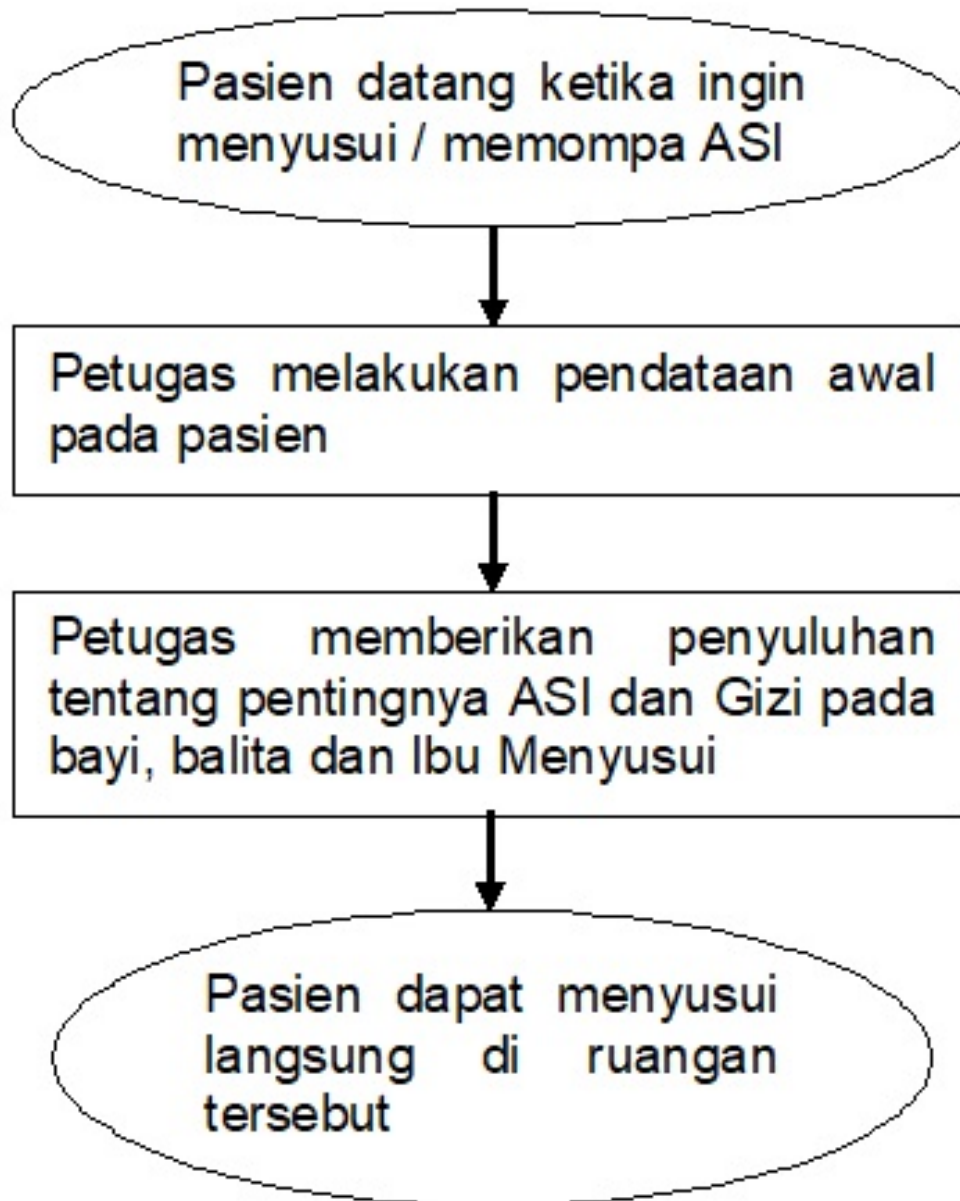 Pasien datang ketika ingin
menyusui / memompa ASI
Petugas melakukan pendataan awal
pada pasien
Petugas memberikan penyuluhan
tentang pentingnya ASI dan Gizi pada
bayi, balita dan Ibu Menyusui
Pasien dapat menyusui
langsung di ruangan
tersebut